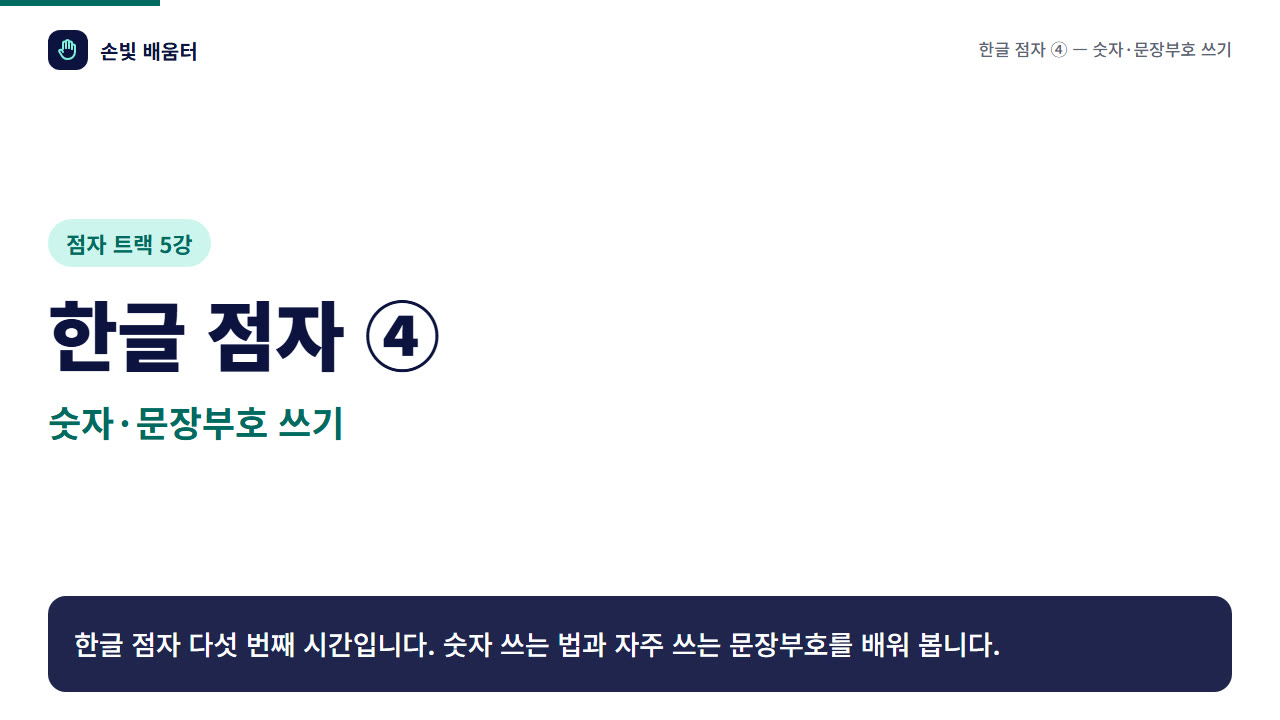 손빛 배움터
한글 점자 ④ — 숫자·문장부호 쓰기
점자 트랙 5강
한글 점자 ④
숫자·문장부호 쓰기
한글 점자 다섯 번째 시간입니다. 숫자 쓰는 법과 자주 쓰는 문장부호를 배워 봅니다.